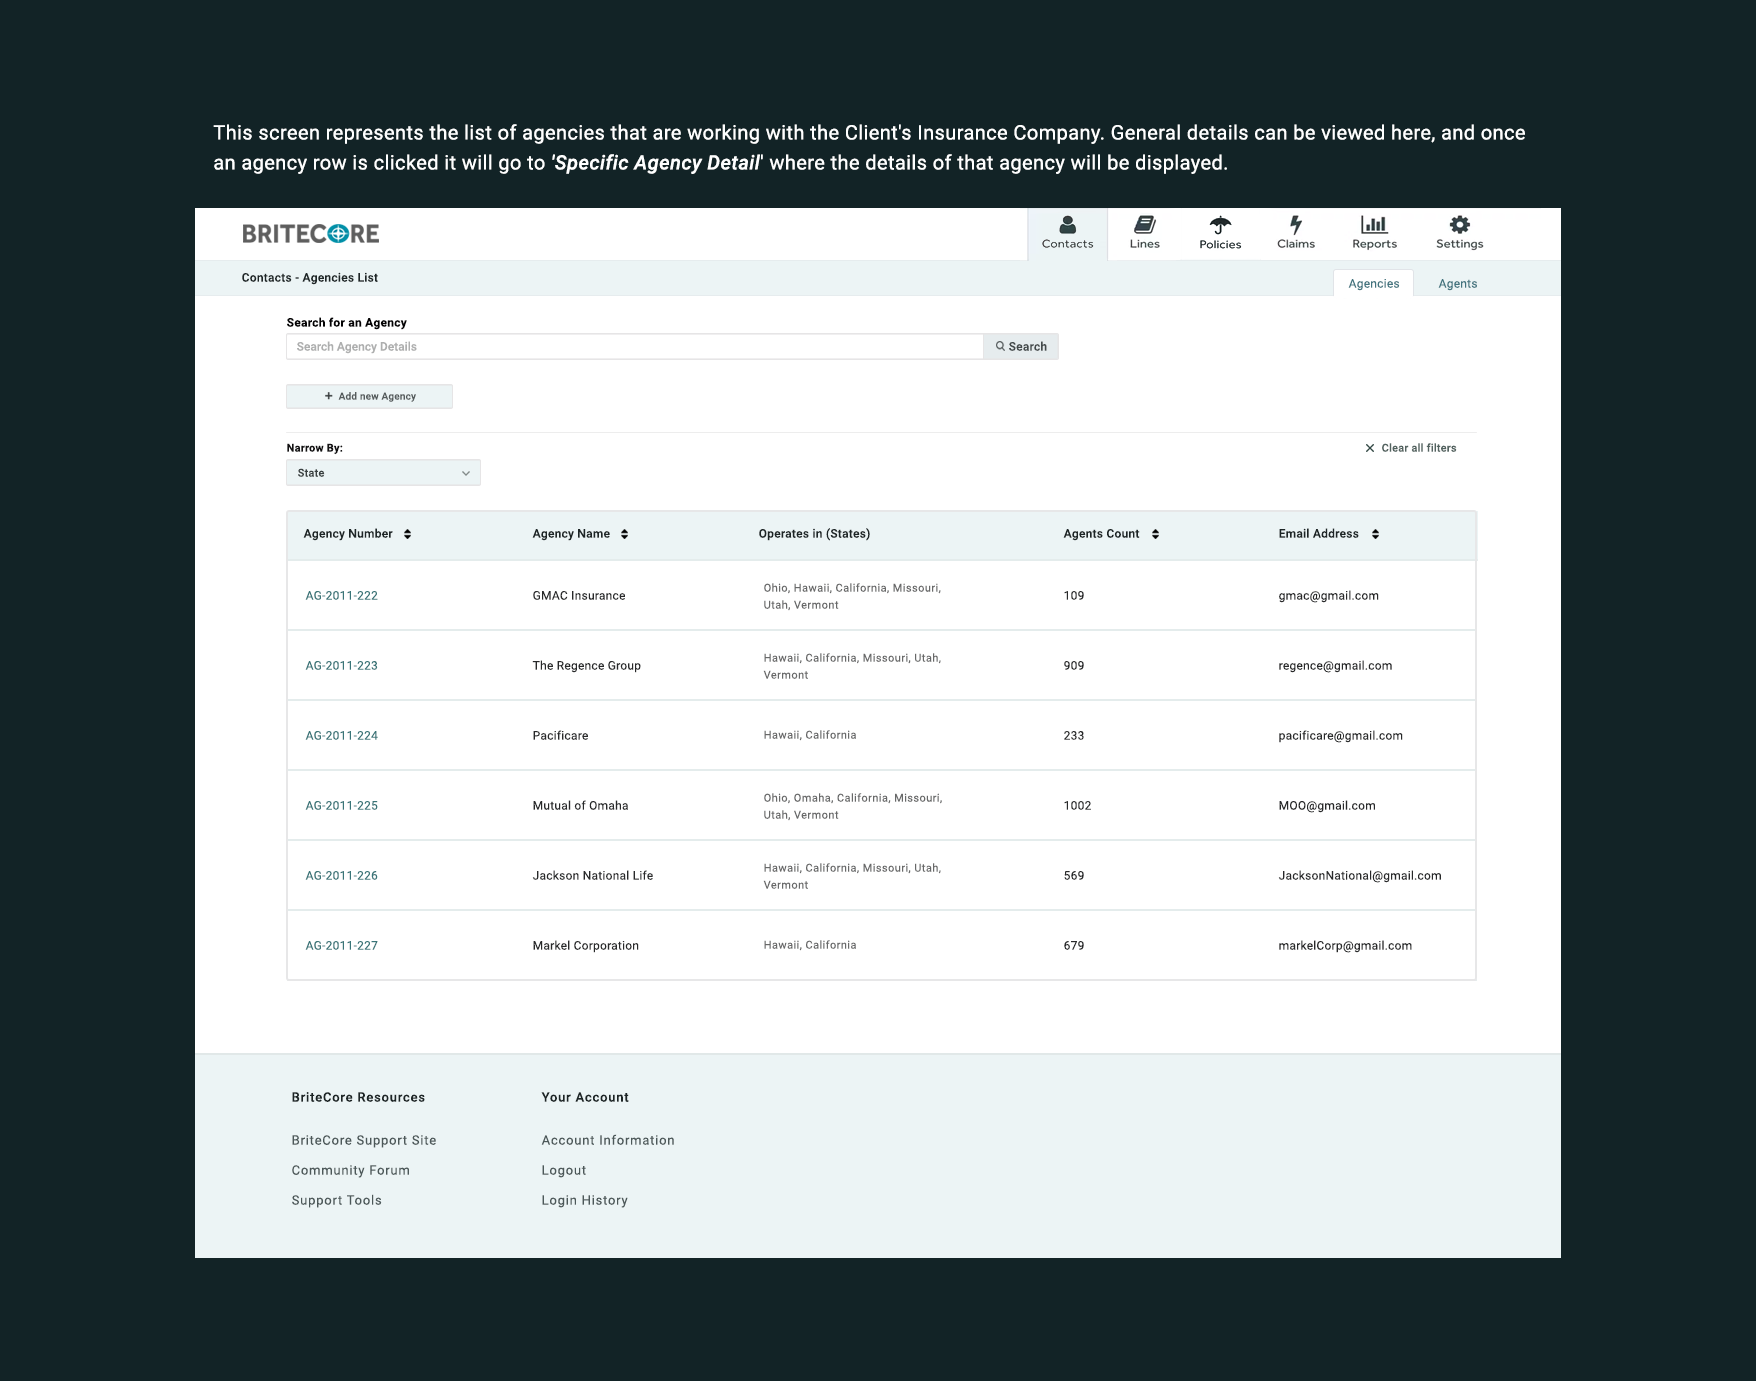 This screen represents the list of agencies that are working with the Client's Insurance Company. General details can be viewed here, and once
an agency row is clicked it will go to 'Specific Agency Detail' where the details of that agency will be displayed.
BRITECORE
Contacts
Lines
Policies
Claims
Reports
Settings
Contacts - Agencies List
Agencies
Agents
Search for an Agency
Search Agency Details
Search
+ Add new Agency
Narrow By:
Clear all filters
State
Agency Number
Agency Name
Operates in (States)
Agents Count
Email Address
AG-2011-222
GMAC Insurance
Ohio, Hawaii, California, Missouri,
Utah, Vermont
109
gmac@gmail.com
AG-2011-223
The Regence Group
Hawaii, California, Missouri, Utah,
Vermont
909
regence@gmail.com
AG-2011-224
Pacificare
Hawaii, California
233
pacificare@gmail.com
AG-2011-225
Mutual of Omaha
Ohio, Omaha, California, Missouri,
Utah, Vermont
1002
MOO@gmail.com
AG-2011-226
Jackson National Life
Hawaii, California, Missouri, Utah,
Vermont
569
JacksonNational@gmail.com
AG-2011-227
Markel Corporation
Hawaii, California
679
markelCorp@gmail.com
BriteCore Resources
BriteCore Support Site
Community Forum
Support Tools
Your Account
Account Information
Logout
Login History